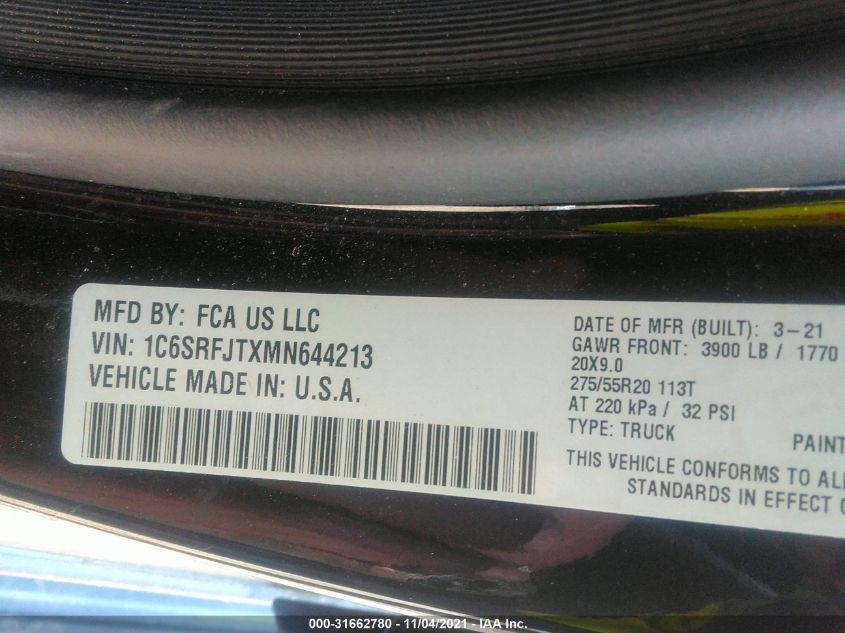 MFD BY: FCA US LLC
VIN: 1C6SRFJTXMN644213
VEHICLE MADE IN: U.S.A.
DATE OF MFR (BUILT): 3-21
GAWR FRONT: 3900 LB / 1770
20X9.0
275/55R20 113T
AT 220 kPa / 32 PSI
TYPE: TRUCK
PAINT
THIS VEHICLE CONFORMS TO ALL
STANDARDS IN EFFECT
000-31662780 - 11/04/2021 - IAA Inc.